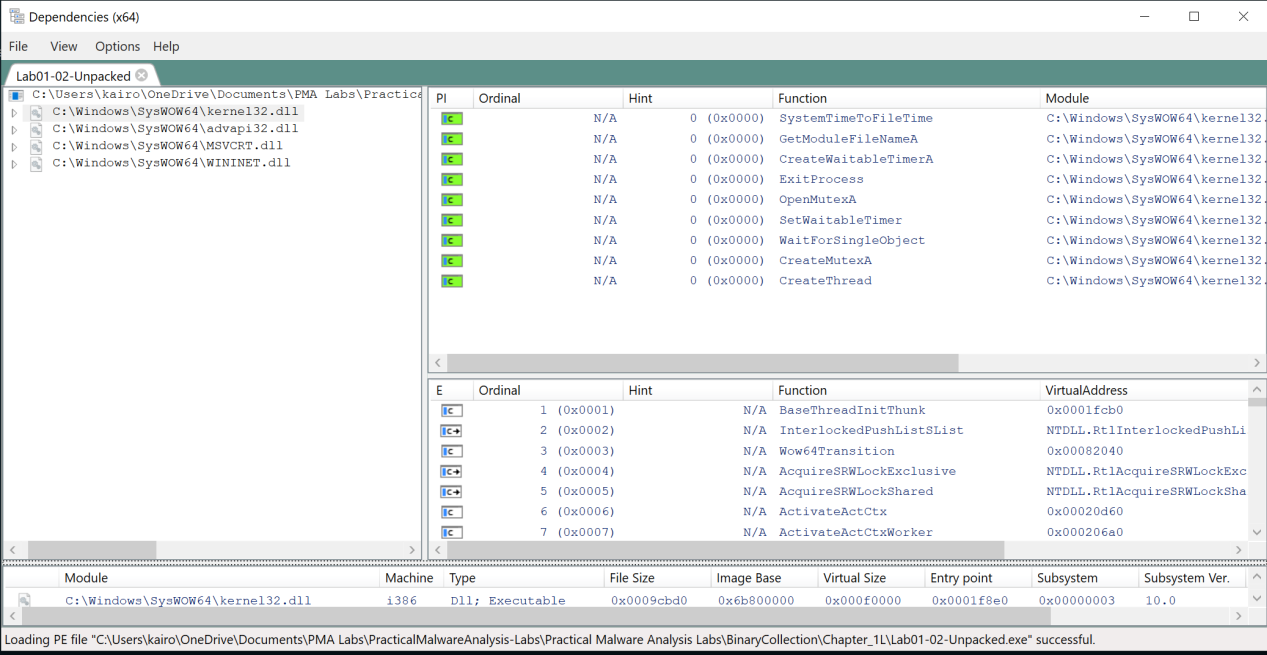 Dependencies (x64)
File View Options Help
Lab01-02-Unpacked
C:\Users\kairo\OneDrive\Documents\PMA Labs\Practica
C:\Windows\SysWOW64\kernel32.dll
C:\Windows\SysWOW64\advapi32.dll
C:\Windows\SysWOW64\MSVCRT.dll
C:\Windows\SysWOW64\WININET.dll
PI Ordinal Hint Function Module
N/A 0 (0x0000) SystemTimeToFileTime C:\Windows\SysWOW64\kernel32.
N/A 0 (0x0000) GetModuleFileNameA C:\Windows\SysWOW64\kernel32.
N/A 0 (0x0000) CreateWaitableTimerA C:\Windows\SysWOW64\kernel32.
N/A 0 (0x0000) ExitProcess C:\Windows\SysWOW64\kernel32.
N/A 0 (0x0000) OpenMutexA C:\Windows\SysWOW64\kernel32.
N/A 0 (0x0000) SetWaitableTimer C:\Windows\SysWOW64\kernel32.
N/A 0 (0x0000) WaitForSingleObject C:\Windows\SysWOW64\kernel32.
N/A 0 (0x0000) CreateMutexA C:\Windows\SysWOW64\kernel32.
N/A 0 (0x0000) CreateThread C:\Windows\SysWOW64\kernel32.
E Ordinal Hint Function VirtualAddress
1 (0x0001) N/A BaseThreadInitThunk 0x0001fcb0
2 (0x0002) N/A InterlockedPushListSList NTDLL.RtlInterlockedPushLi
3 (0x0003) N/A Wow64Transition 0x00082040
4 (0x0004) N/A AcquireSRWLockExclusive NTDLL.RtlAcquireSRWLockExc
5 (0x0005) N/A AcquireSRWLockShared NTDLL.RtlAcquireSRWLockSha
6 (0x0006) N/A ActivateActCtx 0x00020d60
7 (0x0007) N/A ActivateActCtxWorker 0x000206a0
Module Machine Type File Size Image Base Virtual Size Entry point Subsystem Subsystem Ver.
C:\Windows\SysWOW64\kernel32.dll i386 Dll; Executable 0x0009cbd0 0x6b800000 0x000f0000 0x0001f8e0 0x00000003 10.0
Loading PE file "C:\Users\kairo\OneDrive\Documents\PMA Labs\PracticalMalwareAnalysis-Labs\Practical Malware Analysis Labs\BinaryCollection\Chapter_1L\Lab01-02-Unpacked.exe" successful.